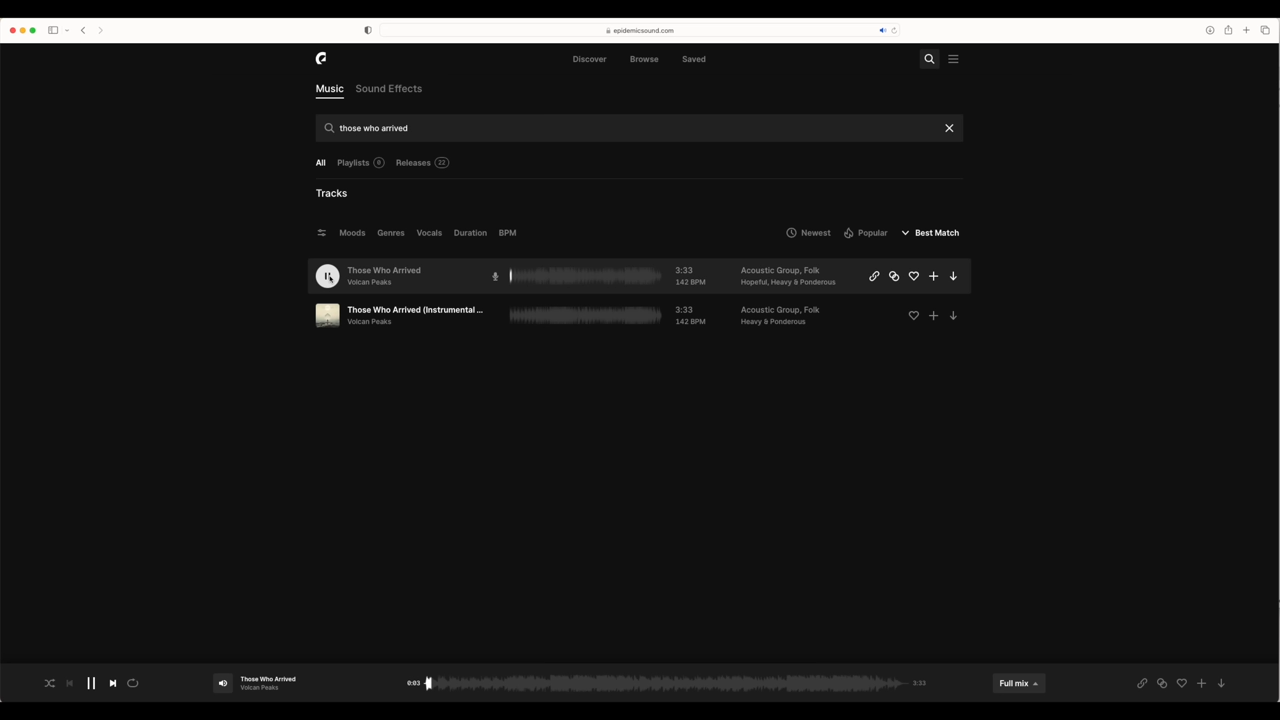 epidemicsound.com
Discover Browse Saved
Music Sound Effects
those who arrived
All Playlists 0 Releases 22
Tracks
Moods Genres Vocals Duration BPM Newest Popular Best Match
Those Who Arrived 3:33 Acoustic Group, Folk
Volcan Peaks 142 BPM Hopeful, Heavy & Ponderous
Those Who Arrived (Instrumental ... 3:33 Acoustic Group, Folk
Volcan Peaks 142 BPM Heavy & Ponderous
Those Who Arrived
Volcan Peaks
0:03 3:33 Full mix